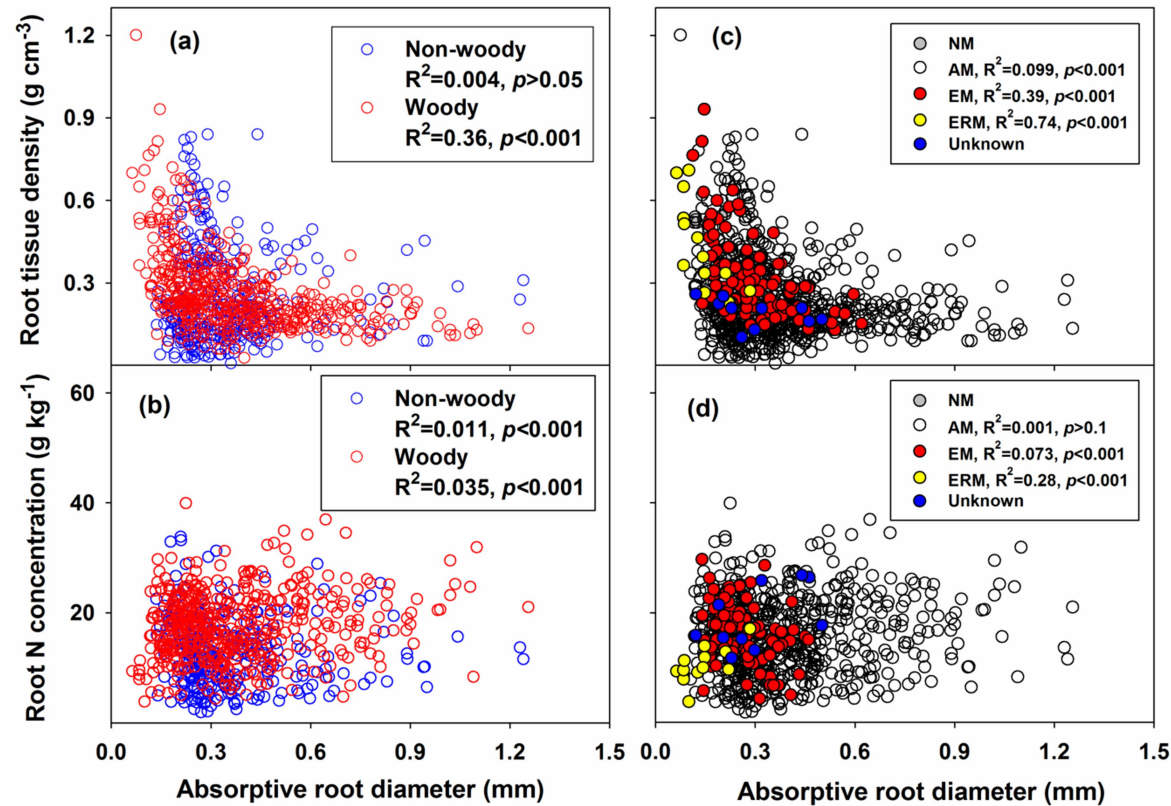 Root tissue density (g cm-3)
1.2
0.9
0.6
0.3
(a)
Non-woody
R2=0.004, p>0.05
Woody
R2=0.36, p<0.001
(c)
NM
AM, R2=0.099, p<0.001
EM, R2=0.39, p<0.001
ERM, R2=0.74, p<0.001
Unknown
Root N concentration (g kg-1)
60
40
20
(b)
Non-woody
R2=0.011, p<0.001
Woody
R2=0.035, p<0.001
(d)
NM
AM, R2=0.001, p>0.1
EM, R2=0.073, p<0.001
ERM, R2=0.28, p<0.001
Unknown
0.0 0.3 0.6 0.9 1.2 1.5
0.0 0.3 0.6 0.9 1.2 1.5
Absorptive root diameter (mm)
Absorptive root diameter (mm)